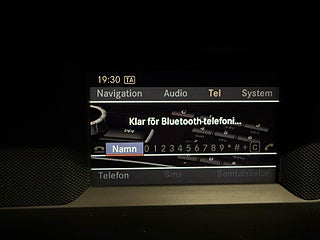 19:30 TA
Navigation Audio Tel System
Klar för Bluetooth-telefoni...
Namn 0 1 2 3 4 5 6 7 8 9 * # + C
Telefon Sms Samtalslistor